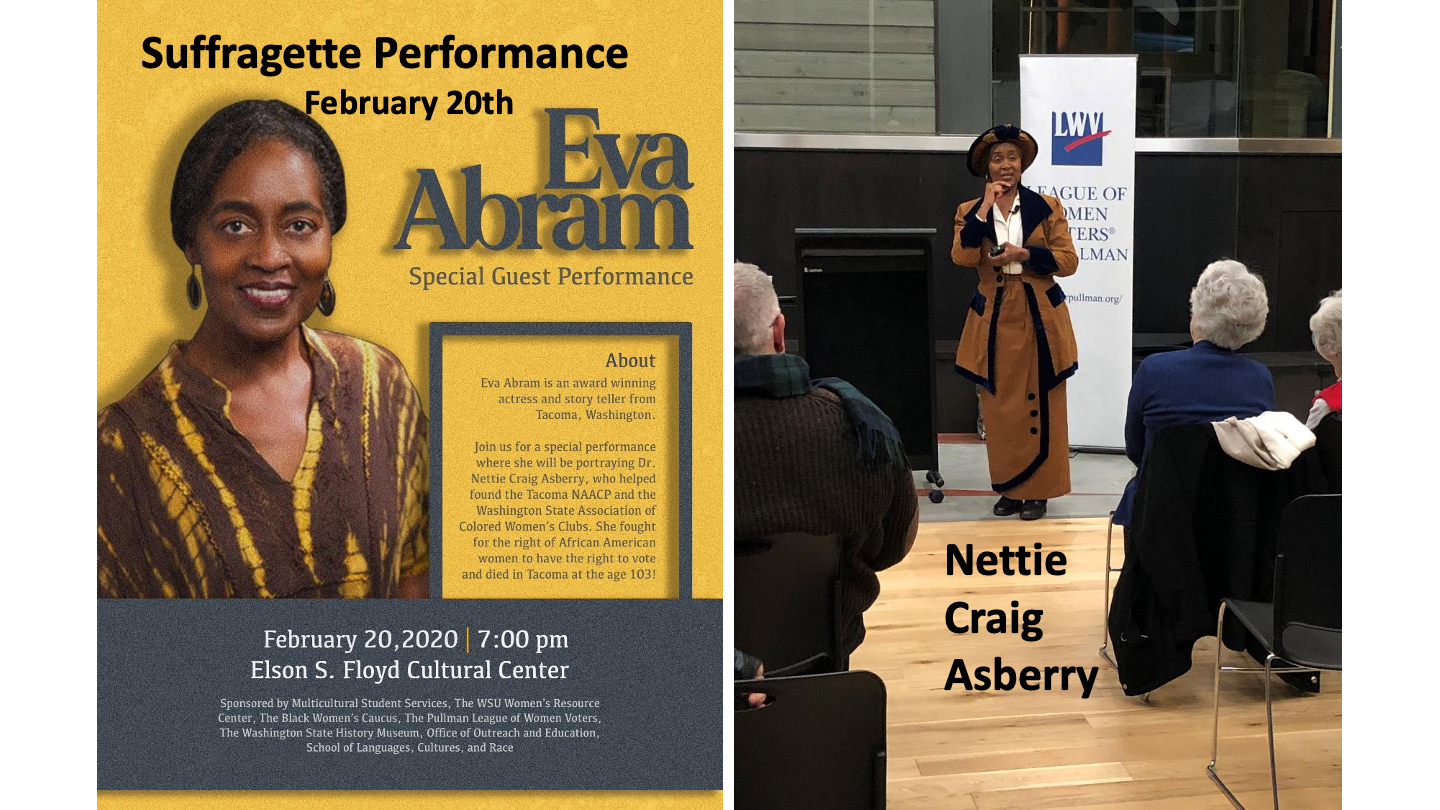 Suffragette Performance
February 20th
Eva
Abram
Special Guest Performance
About
Eva Abram is an award winning
actress and story teller from
Tacoma, Washington.
Join us for a special performance
where she will be portraying Dr.
Nettie Craig Asberry, who helped
found the Tacoma NAACP and the
Washington State Association of
Colored Women's Clubs. She fought
for the right of African American
women to have the right to vote
and died in Tacoma at the age 103!
February 20,2020 | 7:00 pm
Elson S. Floyd Cultural Center
Sponsored by Multicultural Student Services, The WSU Women's Resource
Center, The Black Women's Caucus, The Pullman League of Women Voters,
The Washington State History Museum, Office of Outreach and Education,
School of Languages, Cultures, and Race
LWV
EAGUE OF
OMEN
TERS®
LMAN
pullman.org/
Nettie
Craig
Asberry